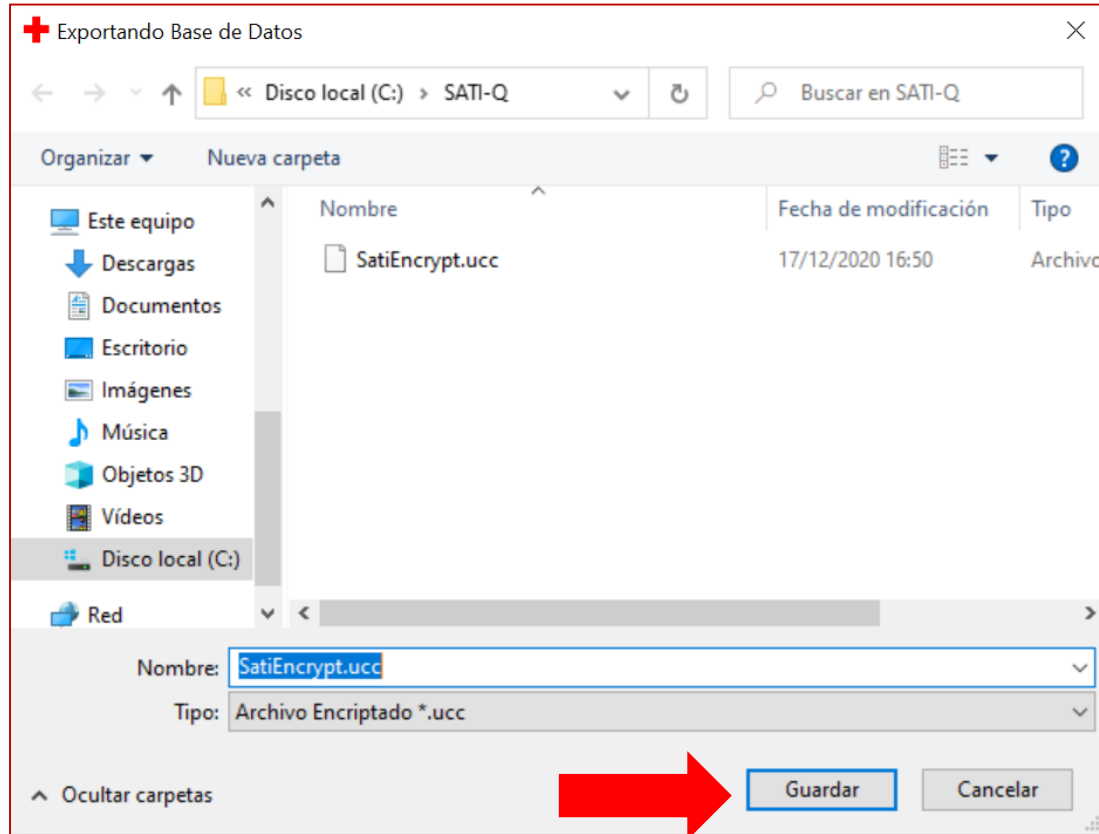 Exportando Base de Datos
« Disco local (C:) › SATI-Q
Buscar en SATI-Q
Organizar
Nueva carpeta
Nombre
Fecha de modificación
Tipo
Este equipo
Descargas
Documentos
Escritorio
Imágenes
Música
Objetos 3D
Vídeos
Disco local (C:)
Red
SatiEncrypt.ucc
17/12/2020 16:50
Archivo
Nombre: SatiEncrypt.ucc
Tipo: Archivo Encriptado *.ucc
Ocultar carpetas
Guardar
Cancelar